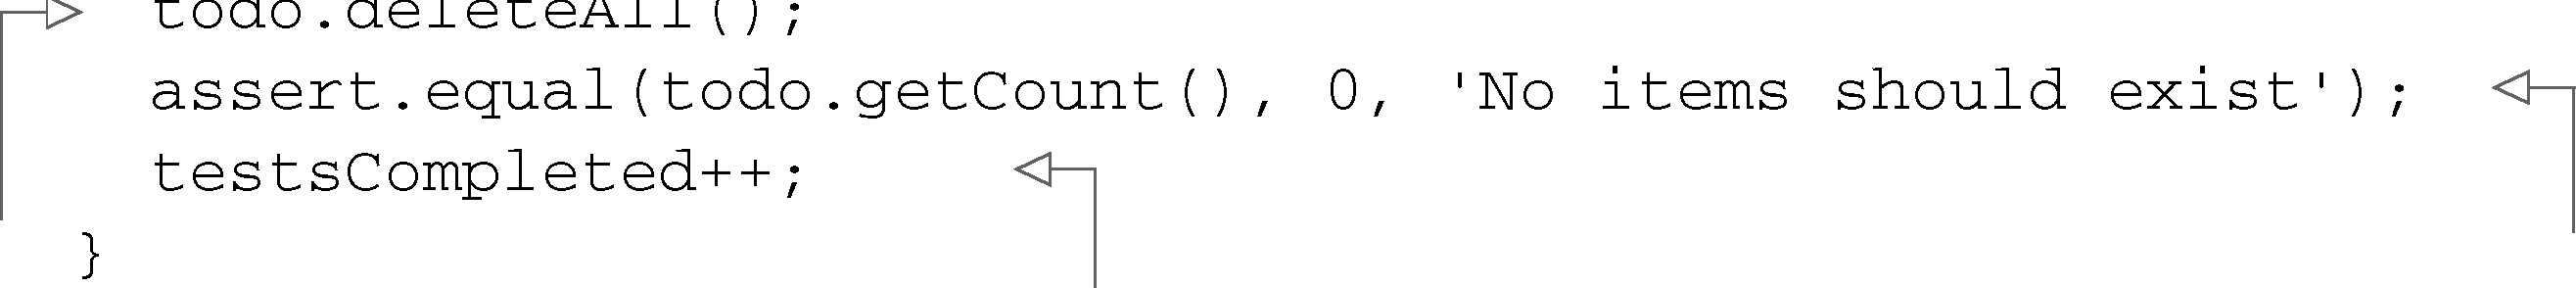 todo.deleteAll();
assert.equal(todo.getCount(), 0, 'No items should exist');
testsCompleted++;
}